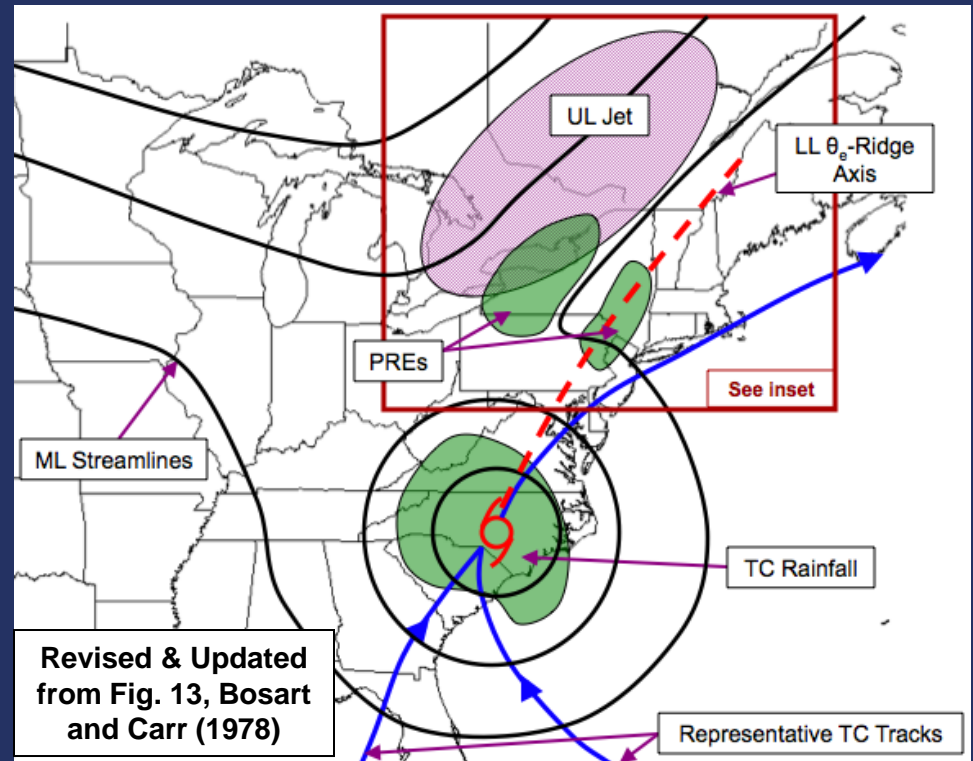 UL Jet
LL θe-Ridge
Axis
PREs
See inset
ML Streamlines
TC Rainfall
Revised & Updated
from Fig. 13, Bosart
and Carr (1978)
Representative TC Tracks